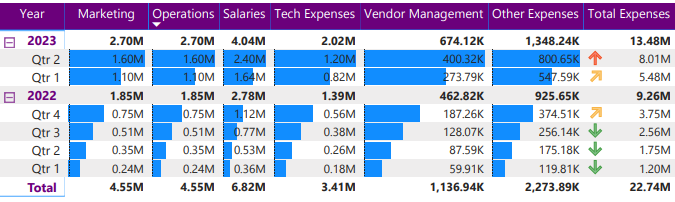 Year Marketing Operations Salaries Tech Expenses Vendor Management Other Expenses Total Expenses
2023 2.70M 2.70M 4.04M 2.02M 674.12K 1,348.24K 13.48M
Qtr 2 1.60M 1.60M 2.40M 1.20M 400.32K 800.65K 8.01M
Qtr 1 1.10M 1.10M 1.64M 0.82M 273.79K 547.59K 5.48M
2022 1.85M 1.85M 2.78M 1.39M 462.82K 925.65K 9.26M
Qtr 4 0.75M 0.75M 1.12M 0.56M 187.26K 374.51K 3.75M
Qtr 3 0.51M 0.51M 0.77M 0.38M 128.07K 256.14K 2.56M
Qtr 2 0.35M 0.35M 0.53M 0.26M 87.59K 175.18K 1.75M
Qtr 1 0.24M 0.24M 0.36M 0.18M 59.91K 119.81K 1.20M
Total 4.55M 4.55M 6.82M 3.41M 1,136.94K 2,273.89K 22.74M